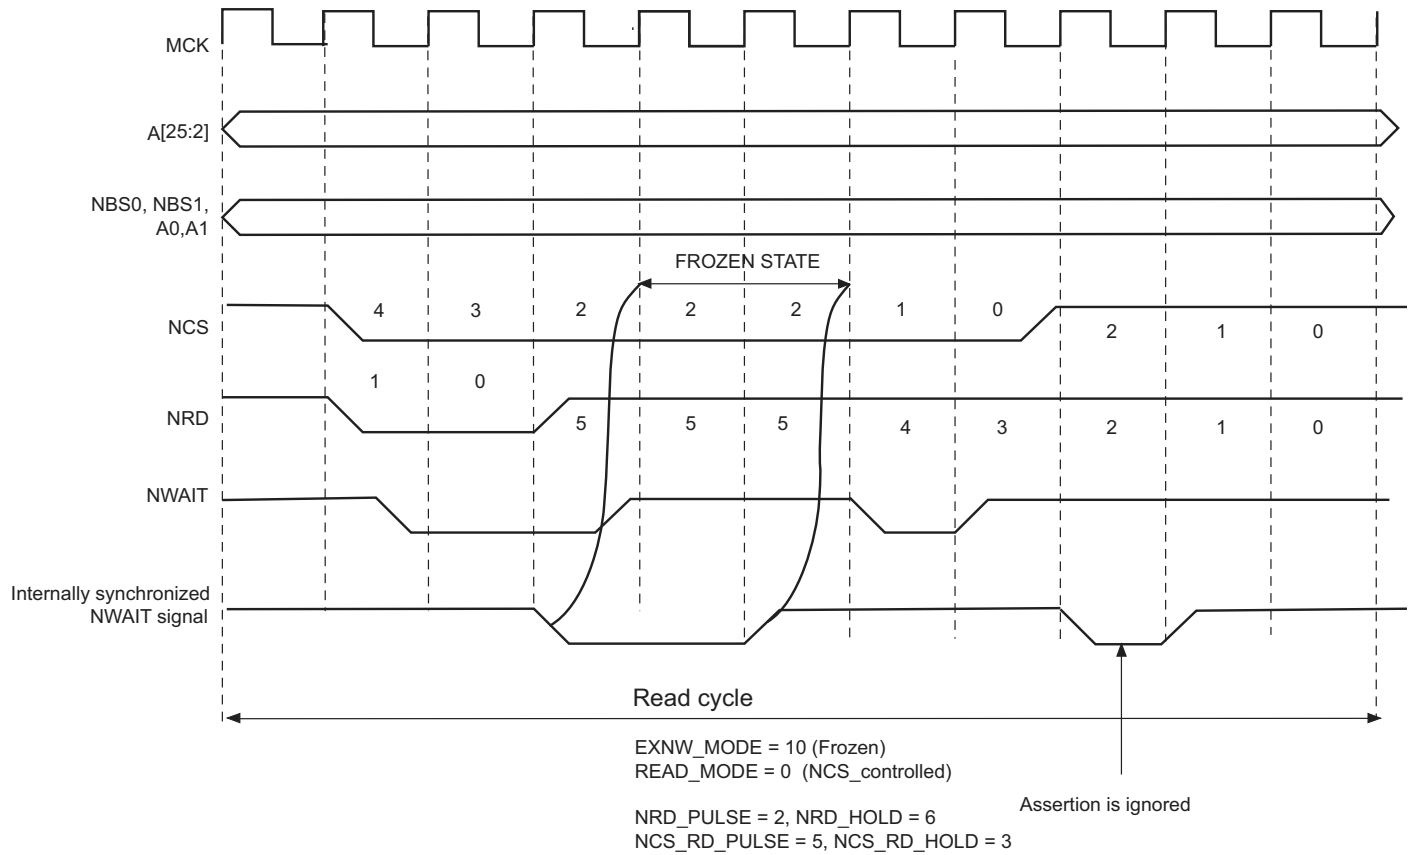 MCK
A[25:2]
NBS0, NBS1,
A0,A1
FROZEN STATE
NCS
4 3 2 2 2 1 0
2 1 0
1 0
NRD
5 5 5 4 3 2 1 0
NWAIT
Internally synchronized
NWAIT signal
Read cycle
EXNW_MODE = 10 (Frozen)
READ_MODE = 0 (NCS_controlled)
Assertion is ignored
NRD_PULSE = 2, NRD_HOLD = 6
NCS_RD_PULSE = 5, NCS_RD_HOLD = 3